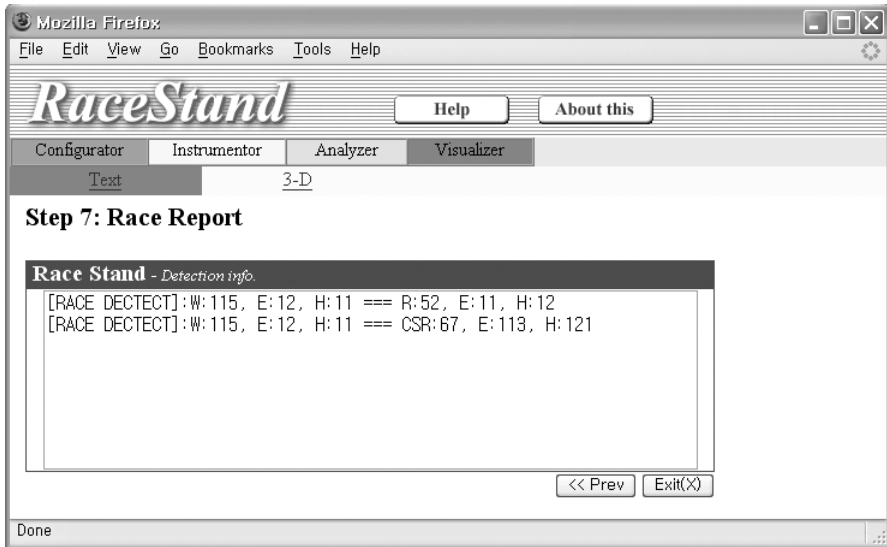 Mozilla Firefox
File Edit View Go Bookmarks Tools Help
RaceStand Help About this
Configurator Instrumentor Analyzer Visualizer
Text 3-D
Step 7: Race Report
Race Stand - Detection info.
[RACE DECTECT]:W:115, E:12, H:11 === R:52, E:11, H:12
[RACE DECTECT]:W:115, E:12, H:11 === CSR:67, E:113, H:121
<< Prev Exit(X)
Done